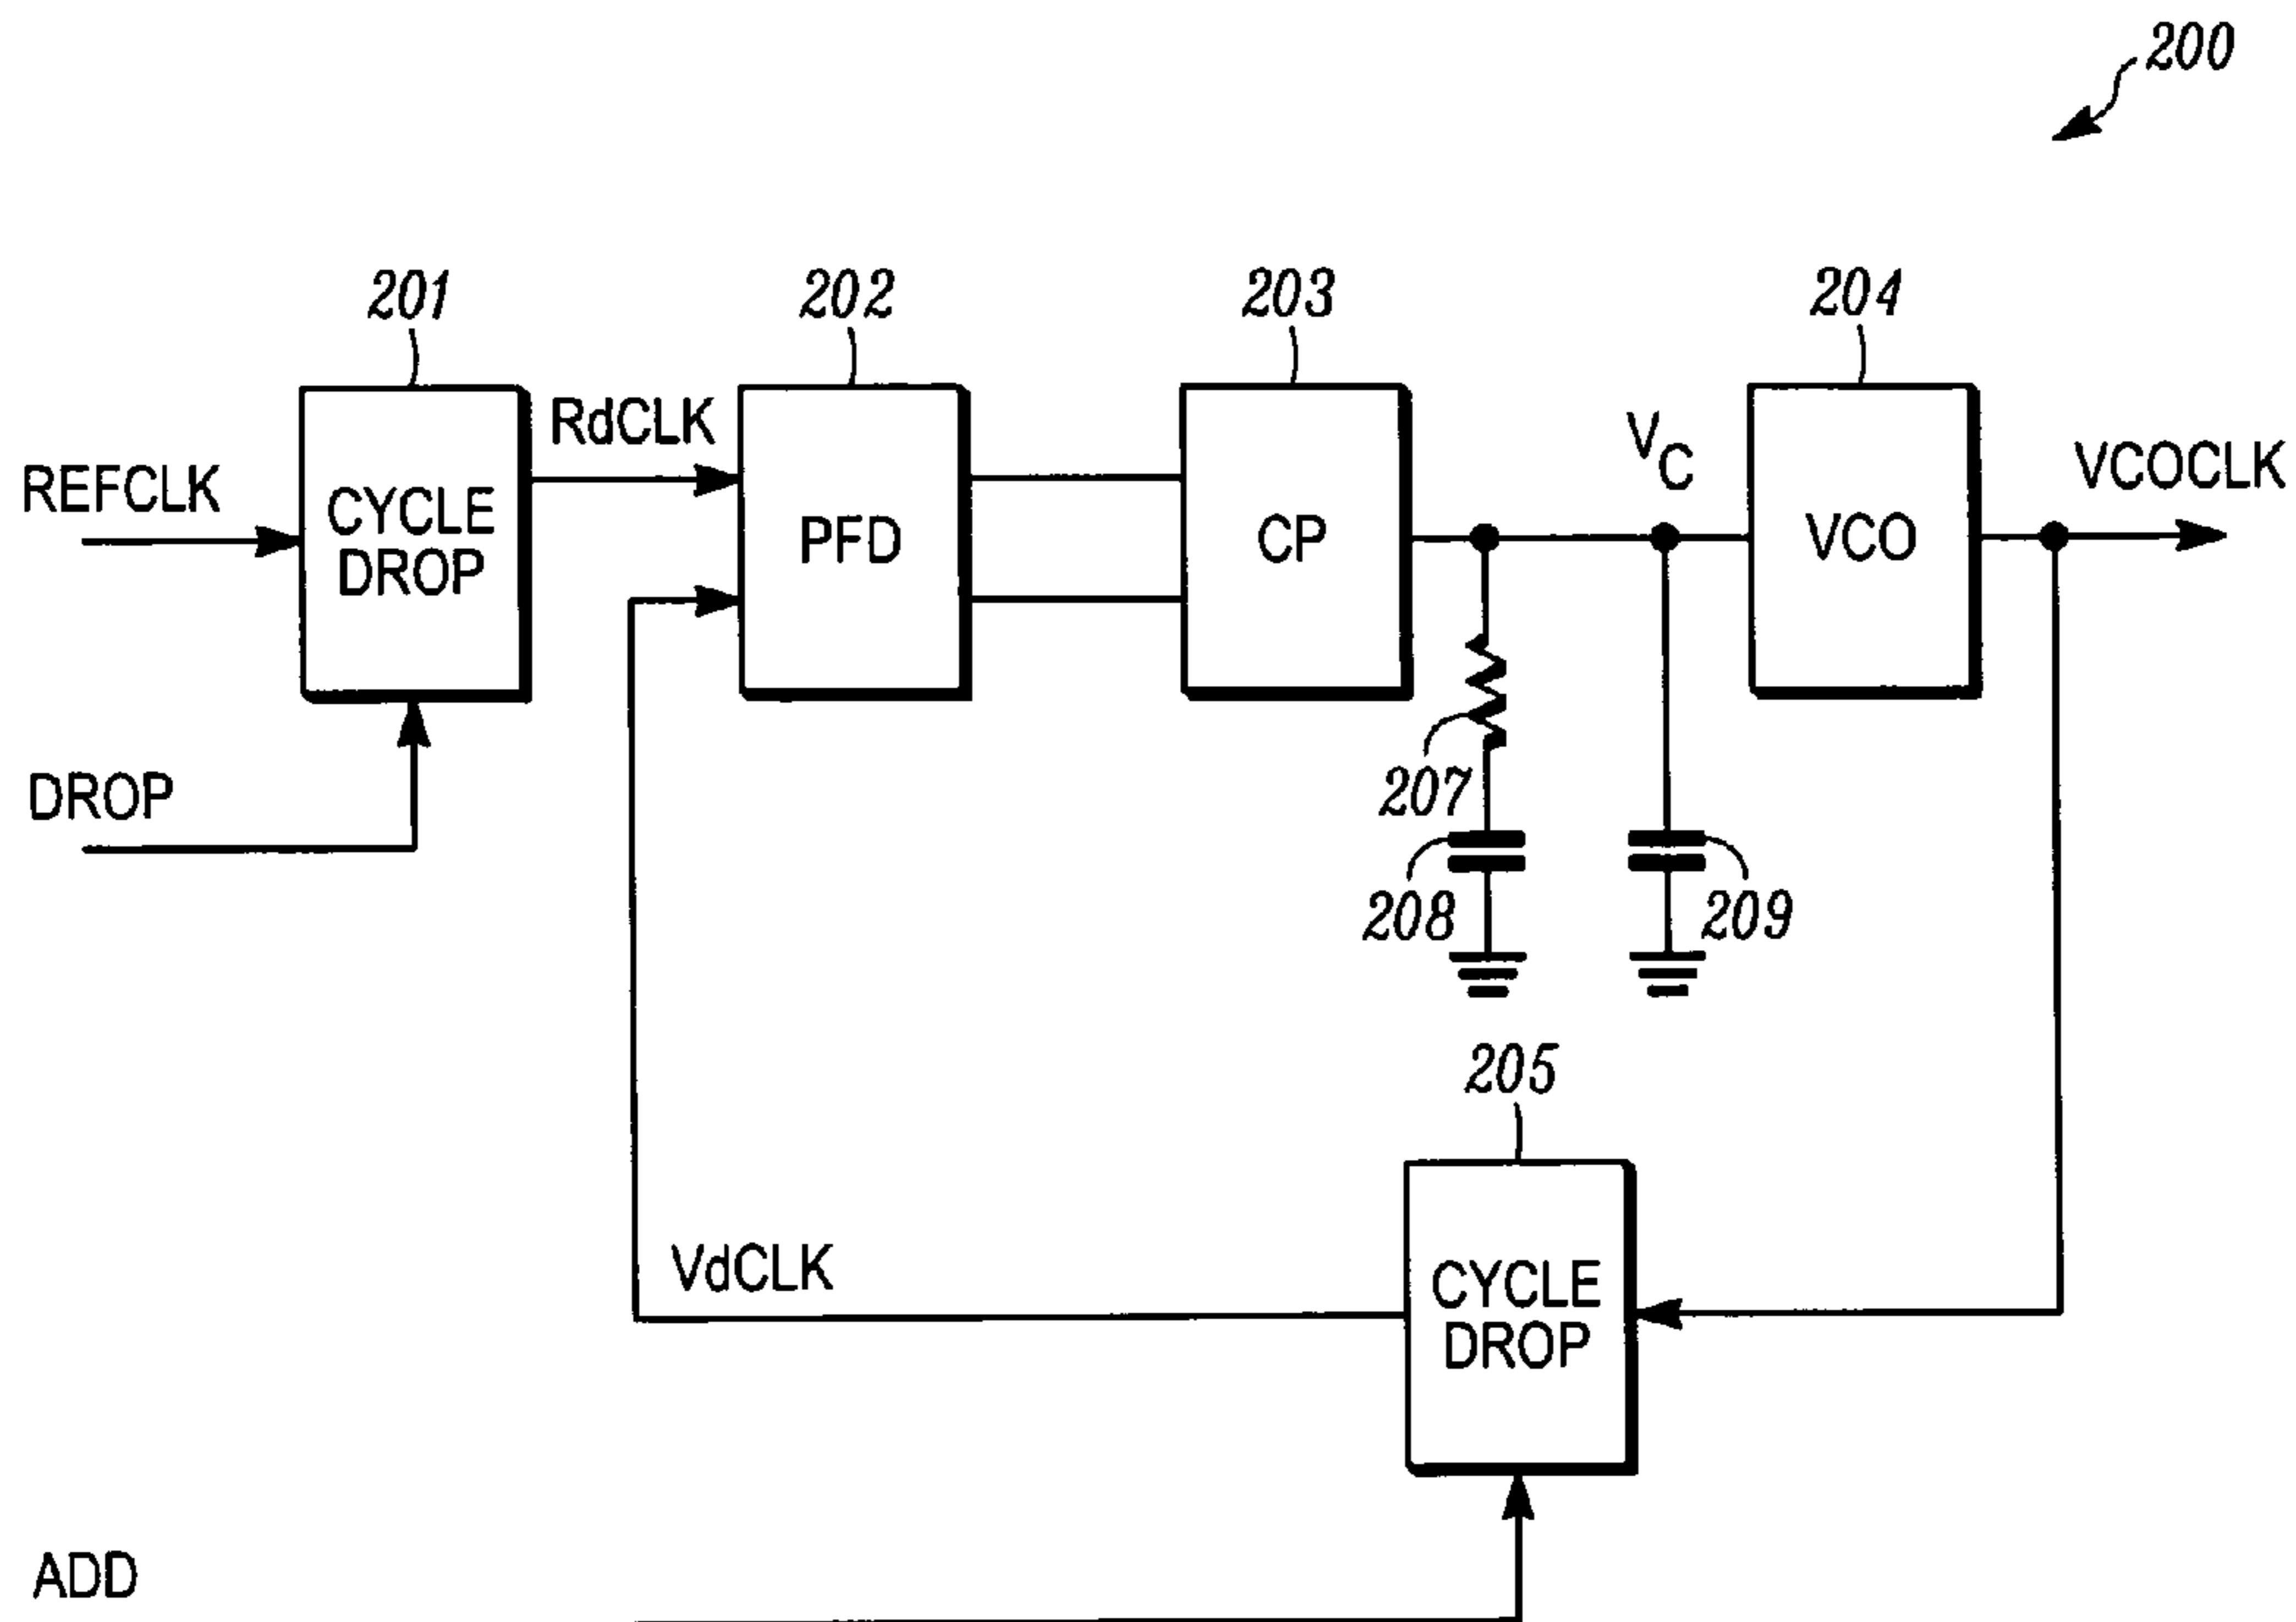 200
201
202
203
204
REFCLK
CYCLE
DROP
RdCLK
PFD
CP
VC
VCO
VCOCLK
DROP
207
208
209
205
VdCLK
CYCLE
DROP
ADD